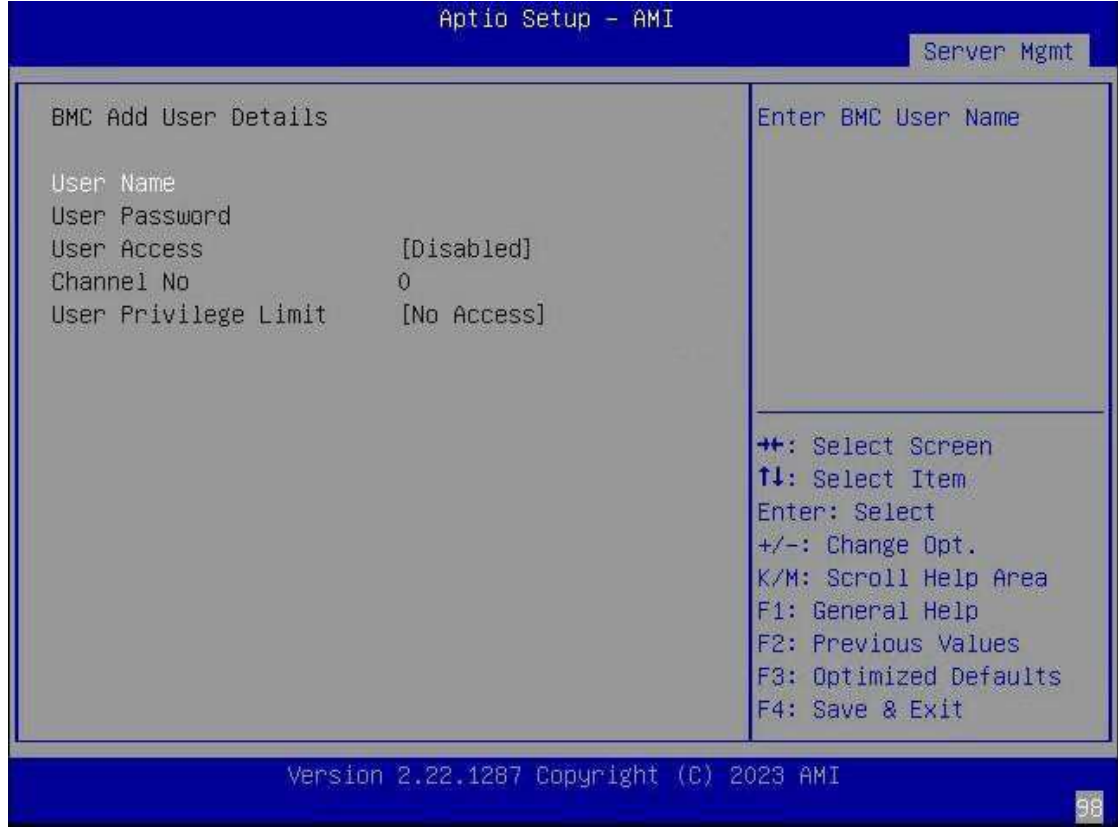 Aptio Setup – AMI
Server Mgmt
BMC Add User Details
Enter BMC User Name
User Name
User Password
User Access [Disabled]
Channel No 0
User Privilege Limit [No Access]
→←: Select Screen
↑↓: Select Item
Enter: Select
+/-: Change Opt.
K/M: Scroll Help Area
F1: General Help
F2: Previous Values
F3: Optimized Defaults
F4: Save & Exit
Version 2.22.1287 Copyright (C) 2023 AMI
98